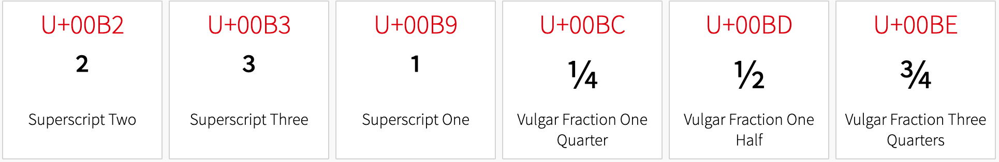 U+00B2
²
Superscript Two
U+00B3
³
Superscript Three
U+00B9
¹
Superscript One
U+00BC
¼
Vulgar Fraction One
Quarter
U+00BD
½
Vulgar Fraction One
Half
U+00BE
¾
Vulgar Fraction Three
Quarters